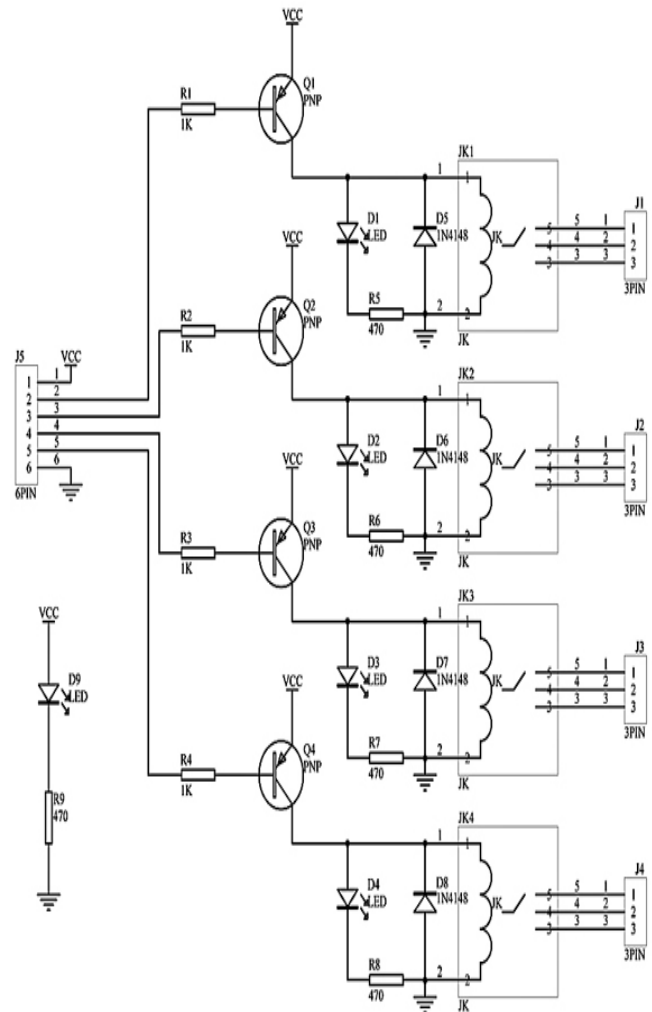 VCC
Q1
PNP
R1
1K
JK1
1
1
D1
LED
D5
1N4148
JK
5 5 1 1
4 4 2 2
3 3 3 3
J1
3PIN
R5
470
2
2
JK
VCC
Q2
PNP
R2
1K
JK2
1
1
D2
LED
D6
1N4148
JK
5 5 1 1
4 4 2 2
3 3 3 3
J2
3PIN
R6
470
2
2
JK
J5
VCC
1 1
2 2
3 3
4 4
5 5
6 6
6PIN
VCC
Q3
PNP
R3
1K
JK3
1
1
D3
LED
D7
1N4148
JK
5 5 1 1
4 4 2 2
3 3 3 3
J3
3PIN
R7
470
2
2
JK
VCC
D9
LED
R9
470
VCC
Q4
PNP
R4
1K
JK4
1
1
D4
LED
D8
1N4148
JK
5 5 1 1
4 4 2 2
3 3 3 3
J4
3PIN
R8
470
2
2
JK